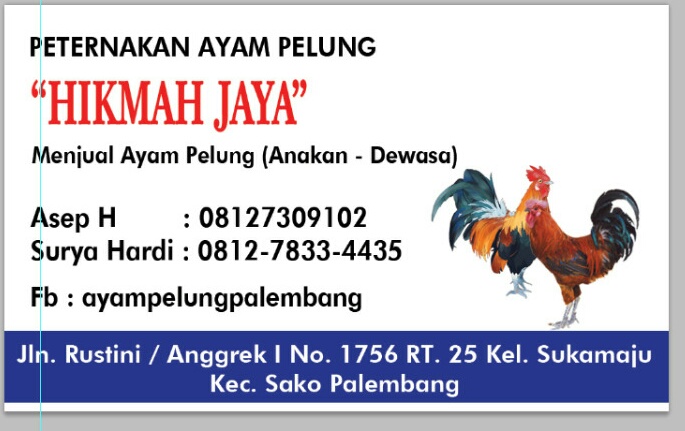 PETERNAKAN AYAM PELUNG
“HIKMAH JAYA”
Menjual Ayam Pelung (Anakan - Dewasa)
Asep H : 08127309102
Surya Hardi : 0812-7833-4435
Fb : ayampelungpalembang
Jln. Rustini / Anggrek I No. 1756 RT. 25 Kel. Sukamaju
Kec. Sako Palembang